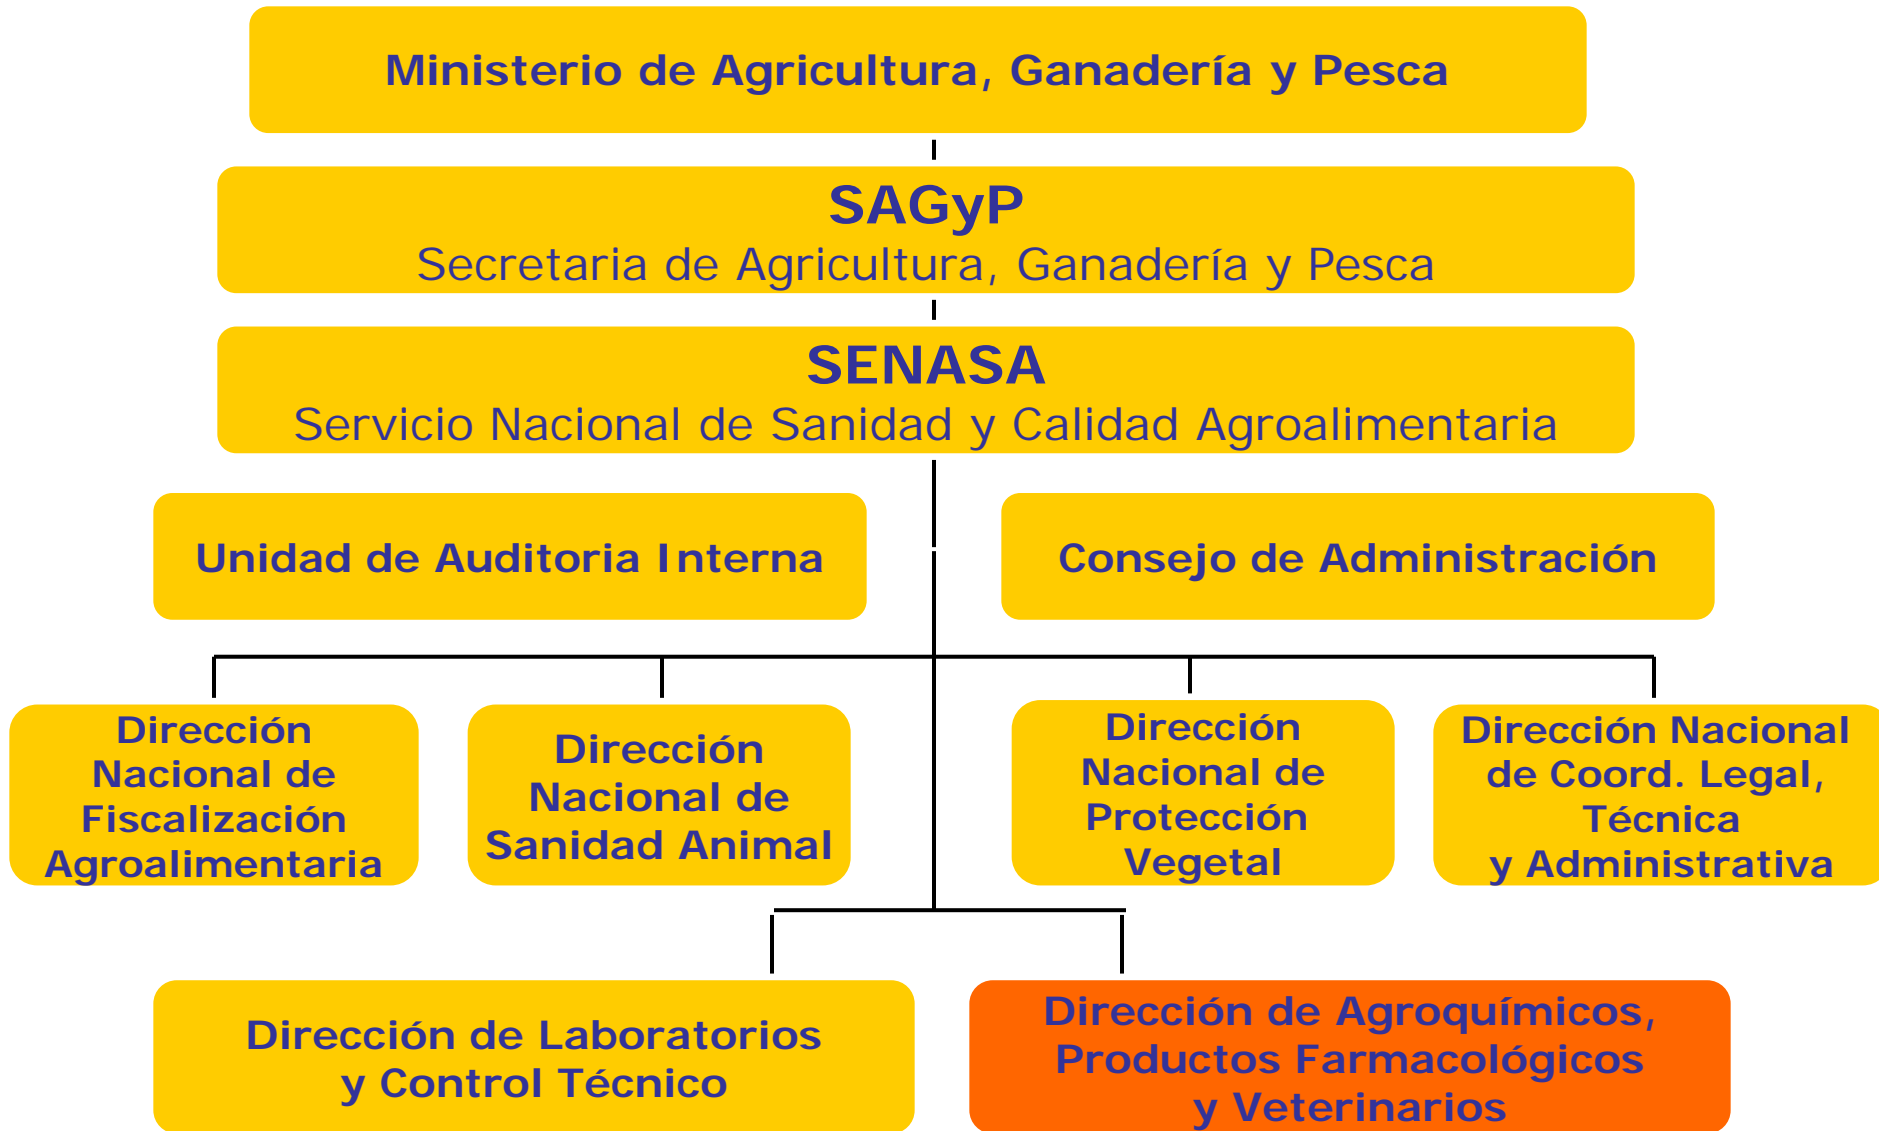 Ministerio de Agricultura, Ganadería y Pesca
SAGyP
Secretaria de Agricultura, Ganadería y Pesca
SENASA
Servicio Nacional de Sanidad y Calidad Agroalimentaria
Unidad de Auditoria Interna
Consejo de Administración
Dirección
Nacional de
Fiscalización
Agroalimentaria
Dirección
Nacional de
Sanidad Animal
Dirección
Nacional de
Protección
Vegetal
Dirección Nacional
de Coord. Legal,
Técnica
y Administrativa
Dirección de Laboratorios
y Control Técnico
Dirección de Agroquímicos,
Productos Farmacológicos
y Veterinarios